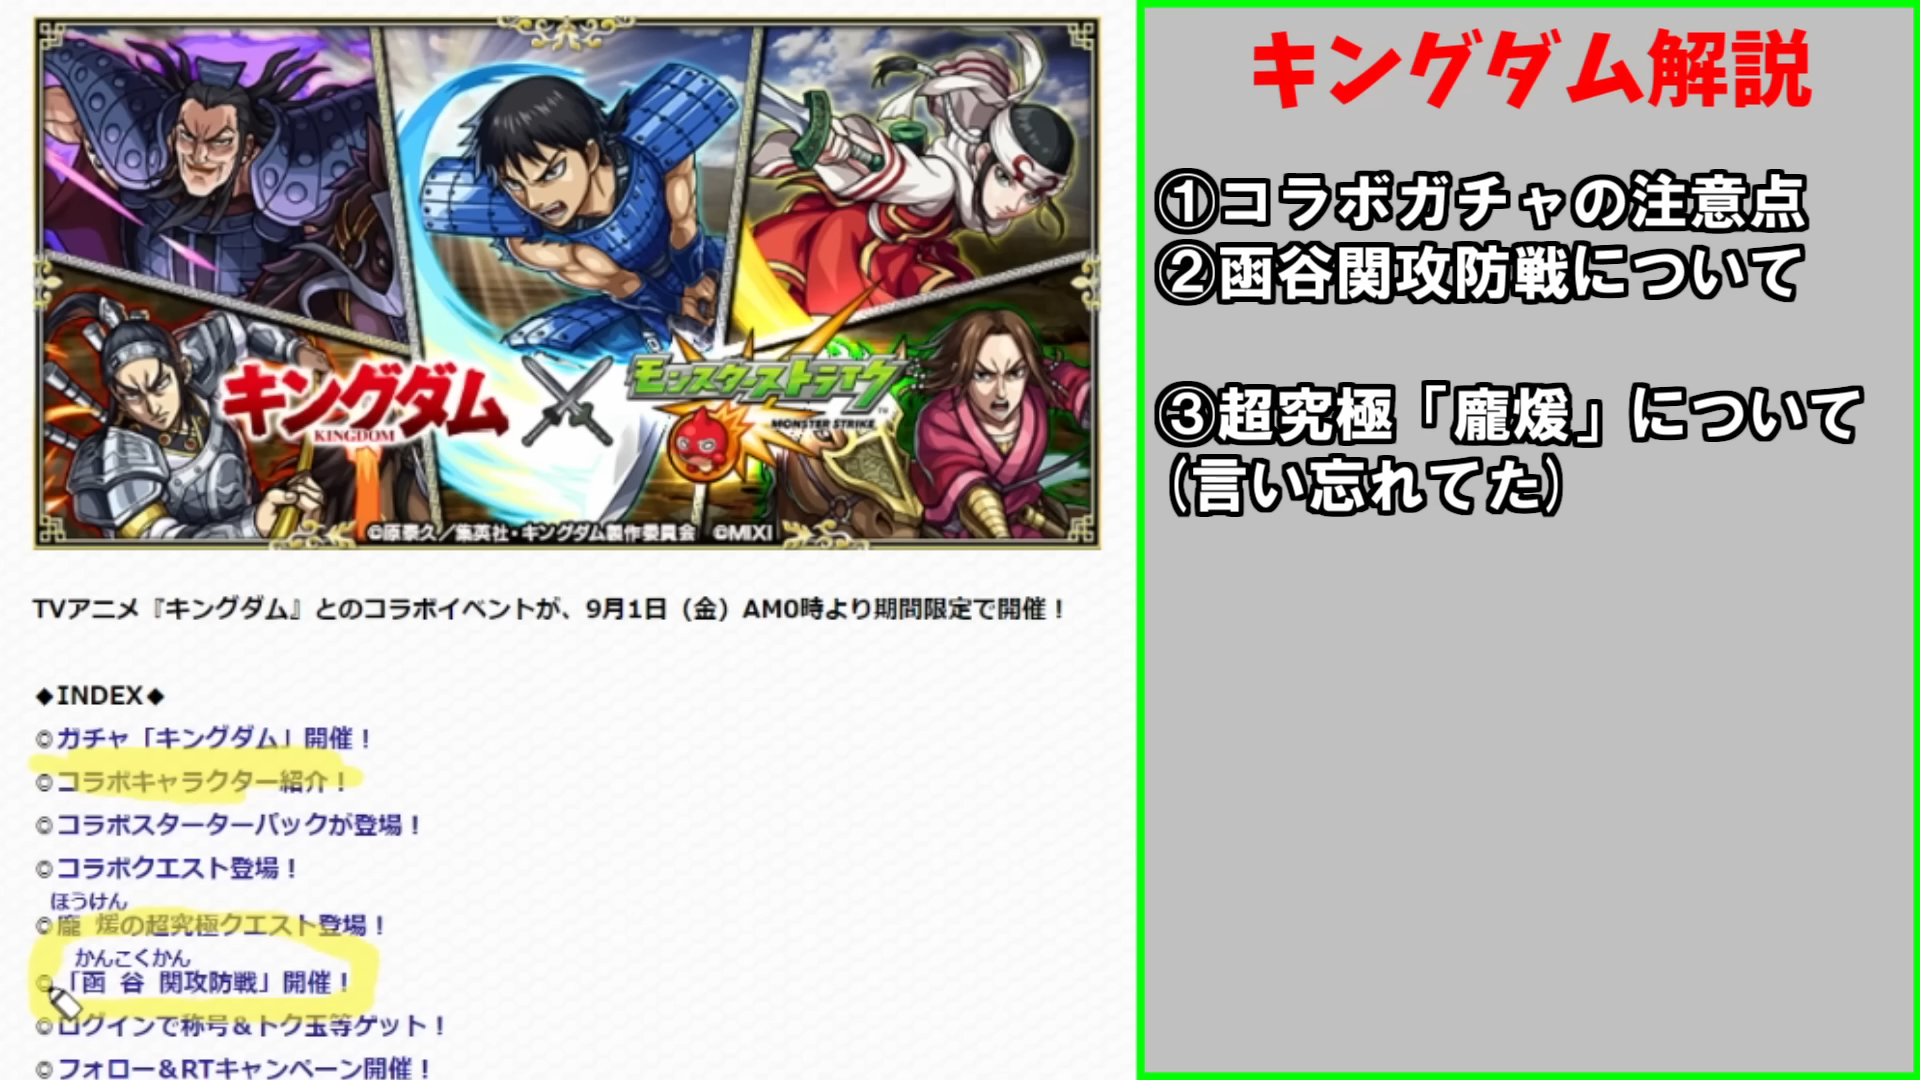 キングダム
KINGDOM
モンスターストライク
MONSTER STRIKE
©原泰久／集英社・キングダム製作委員会 ©MIXI
TVアニメ『キングダム』とのコラボイベントが、9月1日（金）AM0時より期間限定で開催！
◆INDEX◆
◎ガチャ「キングダム」開催！
◎コラボキャラクター紹介！
◎コラボスターターパックが登場！
◎コラボクエスト登場！
ほうけん
◎龐 煖の超究極クエスト登場！
かんこくかん
◎「函 谷 関攻防戦」開催！
◎ログインで称号＆トク玉等ゲット！
◎フォロー＆RTキャンペーン開催！
キングダム解説
①コラボガチャの注意点
②函谷関攻防戦について
③超究極「龐煖」について
（言い忘れてた）